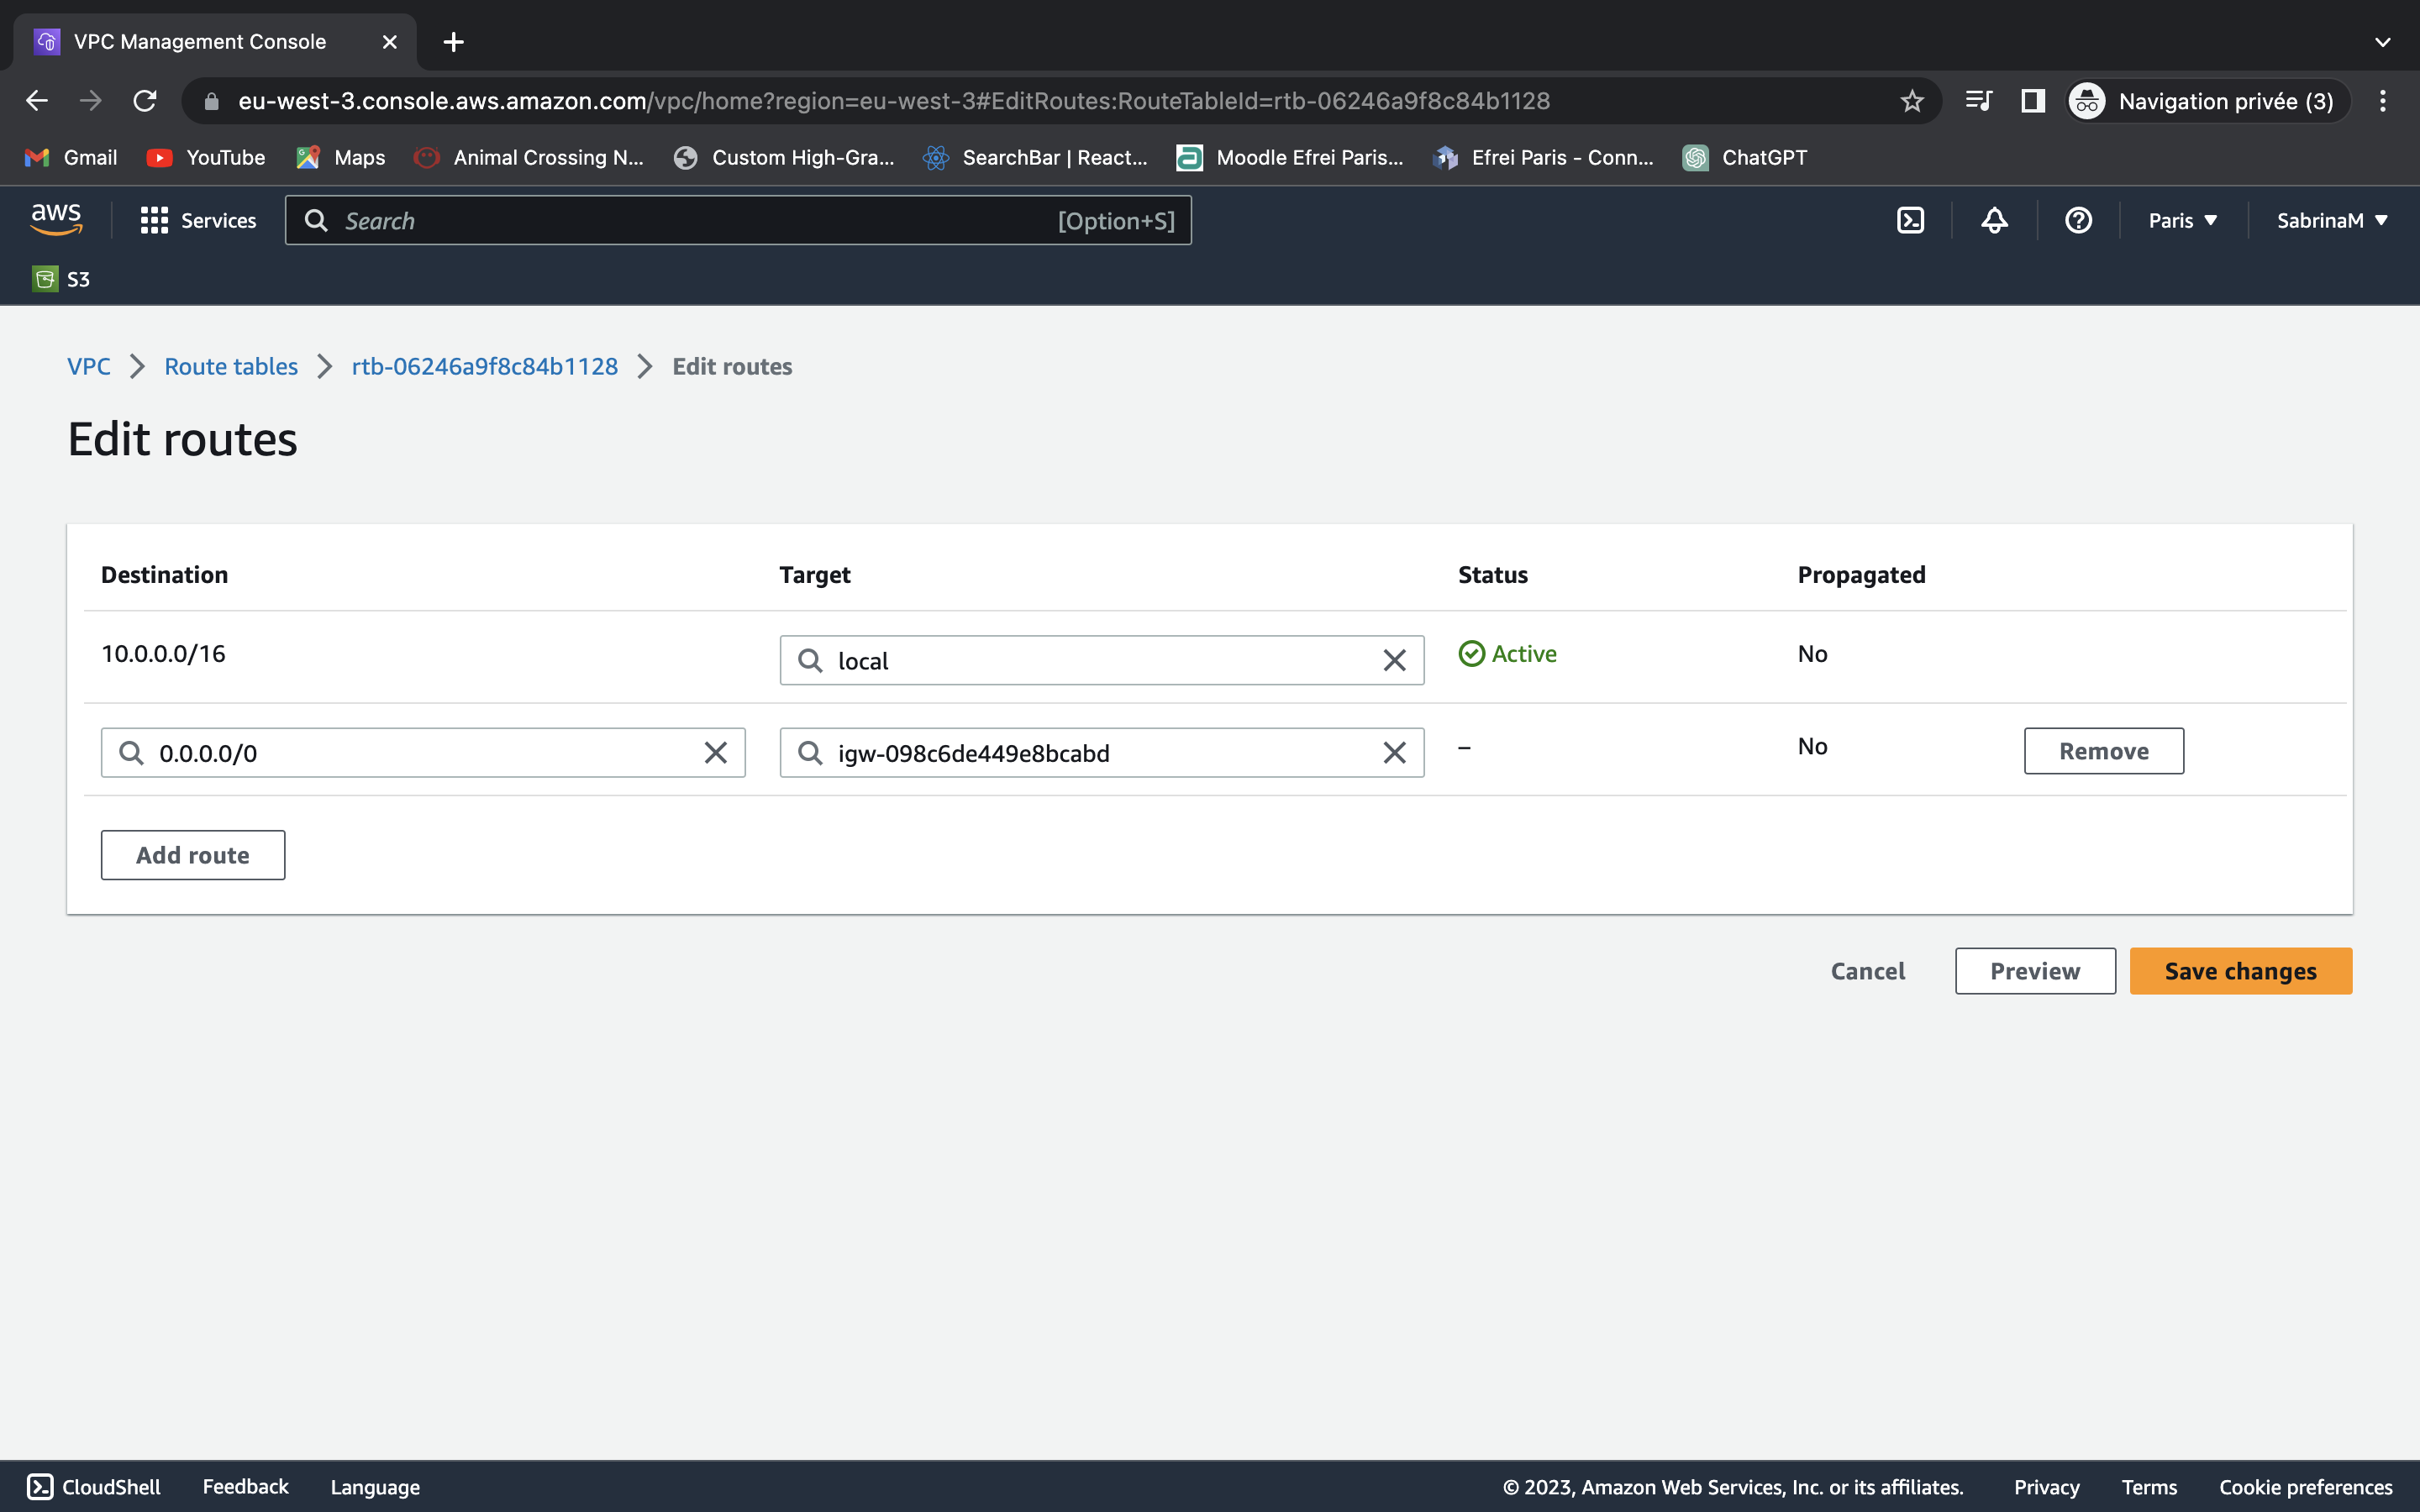 VPC Management Console
eu-west-3.console.aws.amazon.com/vpc/home?region=eu-west-3#EditRoutes:RouteTableId=rtb-06246a9f8c84b1128 Navigation privée (3)
Gmail YouTube Maps Animal Crossing N... Custom High-Gra... SearchBar | React... Moodle Efrei Paris... Efrei Paris - Conn... ChatGPT
aws Services Search [Option+S] Paris SabrinaM
S3
VPC Route tables rtb-06246a9f8c84b1128 Edit routes
Edit routes
Destination Target Status Propagated
10.0.0.0/16 local Active No
0.0.0.0/0 igw-098c6de449e8bcabd – No Remove
Add route
Cancel Preview Save changes
CloudShell Feedback Language © 2023, Amazon Web Services, Inc. or its affiliates. Privacy Terms Cookie preferences